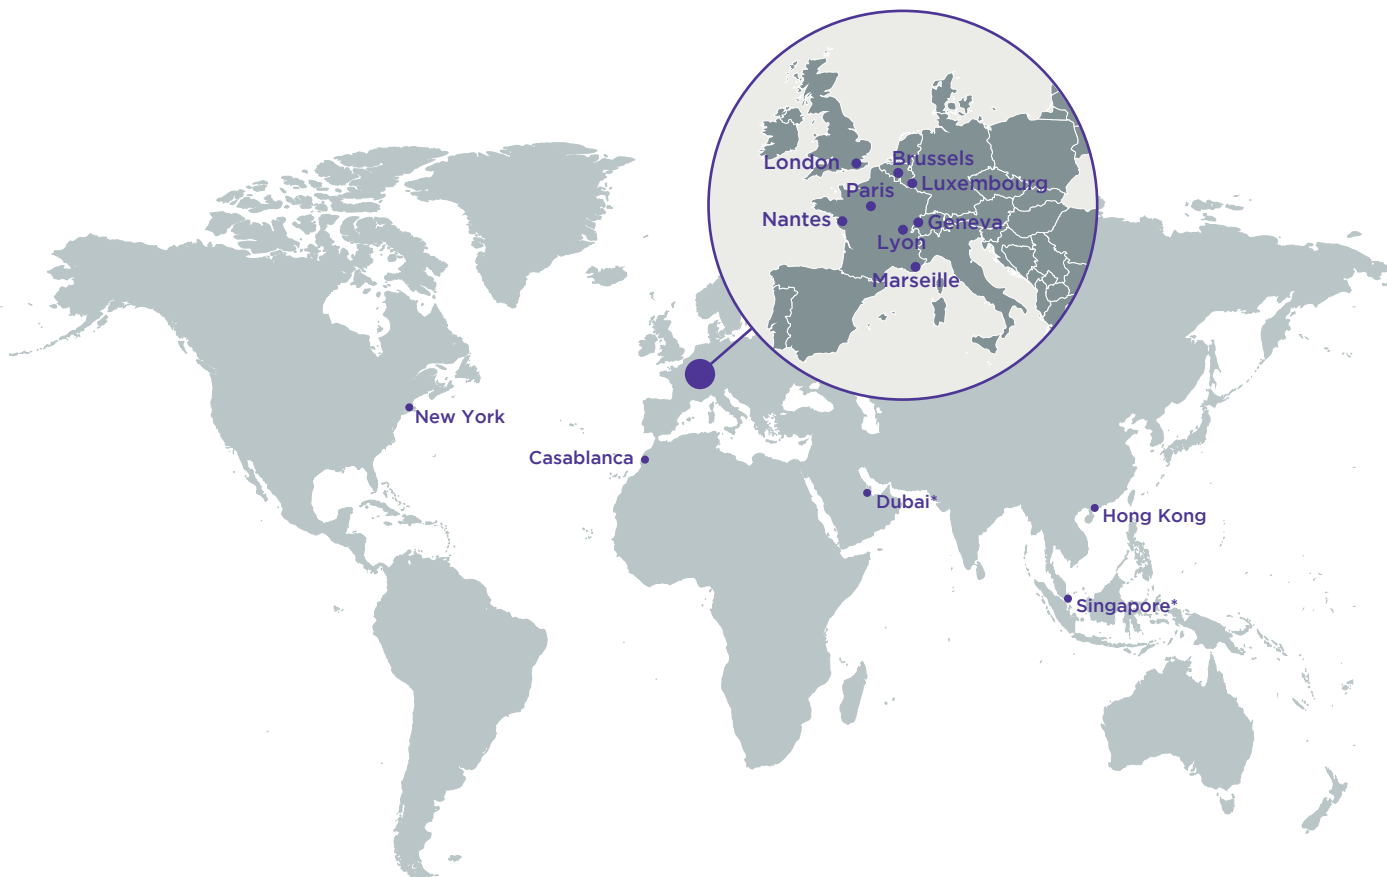 London
Brussels
Luxembourg
Paris
Nantes
Geneva
Lyon
Marseille
New York
Casablanca
Dubai*
Hong Kong
Singapore*